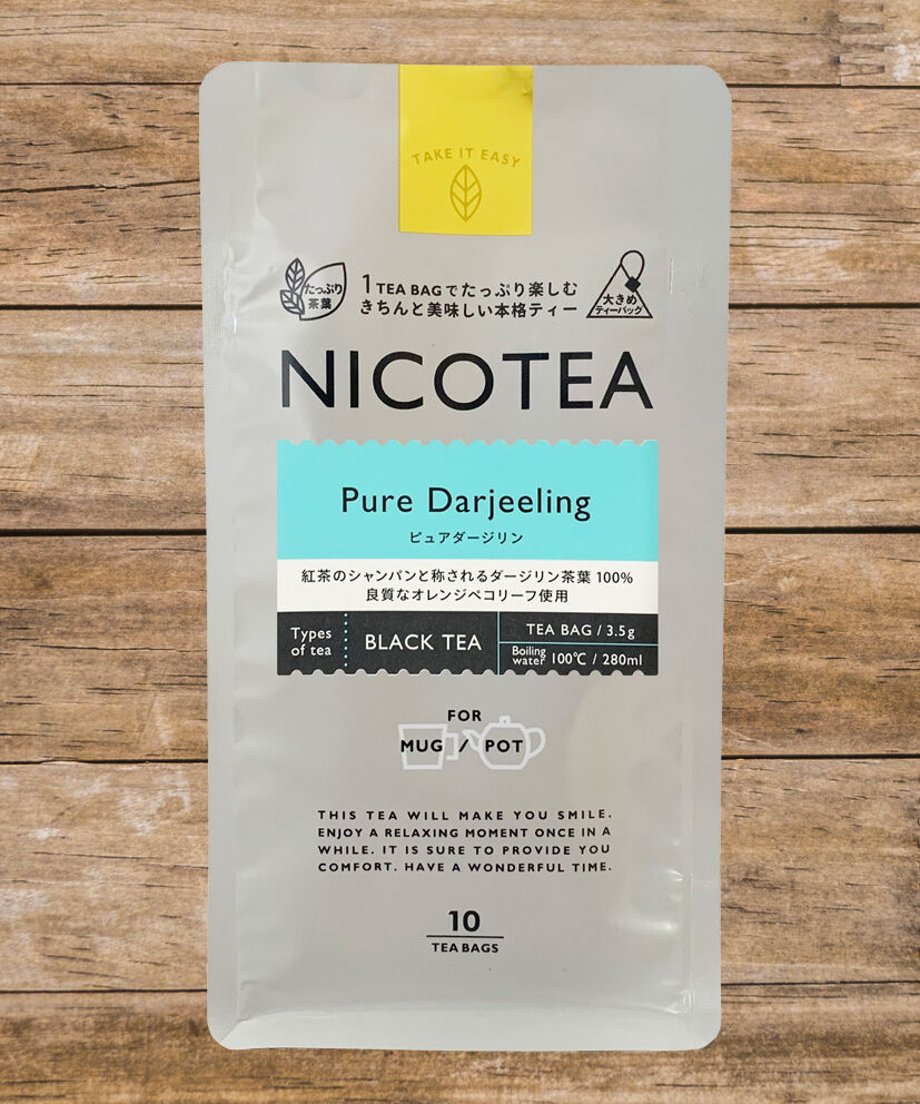 TAKE IT EASY
たっぷり
茶葉
1 TEA BAGでたっぷり楽しむ
きちんと美味しい本格ティー
大きめ
ティーバッグ
NICOTEA
Pure Darjeeling
ピュアダージリン
紅茶のシャンパンと称されるダージリン茶葉 100%
良質なオレンジペコリーフ使用
Types
of tea
BLACK TEA
TEA BAG / 3.5g
Boiling
water 100℃ / 280ml
FOR
MUG / POT
THIS TEA WILL MAKE YOU SMILE.
ENJOY A RELAXING MOMENT ONCE IN A
WHILE. IT IS SURE TO PROVIDE YOU
COMFORT. HAVE A WONDERFUL TIME.
10
TEA BAGS